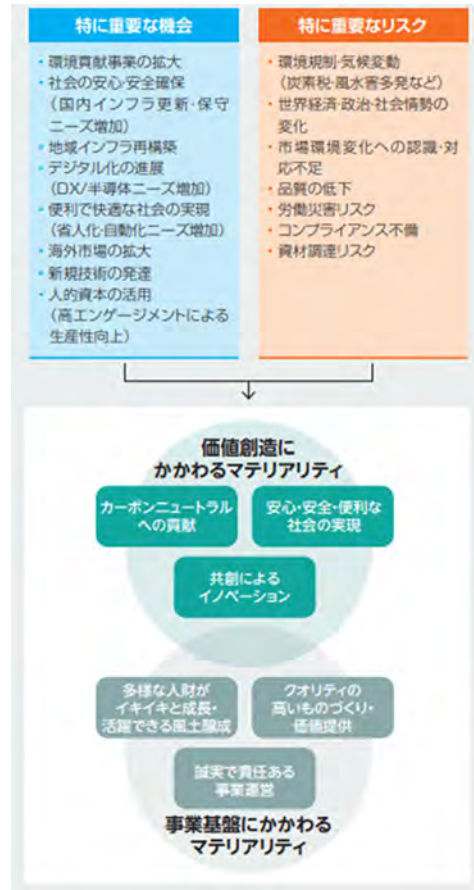 特に重要な機会
・環境貢献事業の拡大
・社会の安心・安全確保
（国内インフラ更新・保守
ニーズ増加）
・地域インフラ再構築
・デジタル化の進展
（DX/半導体ニーズ増加）
・便利で快適な社会の実現
（省人化・自動化ニーズ増加）
・海外市場の拡大
・新規技術の発達
・人的資本の活用
（高エンゲージメントによる
生産性向上）
特に重要なリスク
・環境規制・気候変動
（炭素税・風水害多発など）
・世界経済・政治・社会情勢の
変化
・市場環境変化への認識・対
応不足
・品質の低下
・労働災害リスク
・コンプライアンス不備
・資材調達リスク
価値創造に
かかわるマテリアリティ
カーボンニュートラル
への貢献
安心・安全・便利な
社会の実現
共創による
イノベーション
多様な人財が
イキイキと成長・
活躍できる風土醸成
クオリティの
高いものづくり・
価値提供
誠実で責任ある
事業運営
事業基盤にかかわる
マテリアリティ